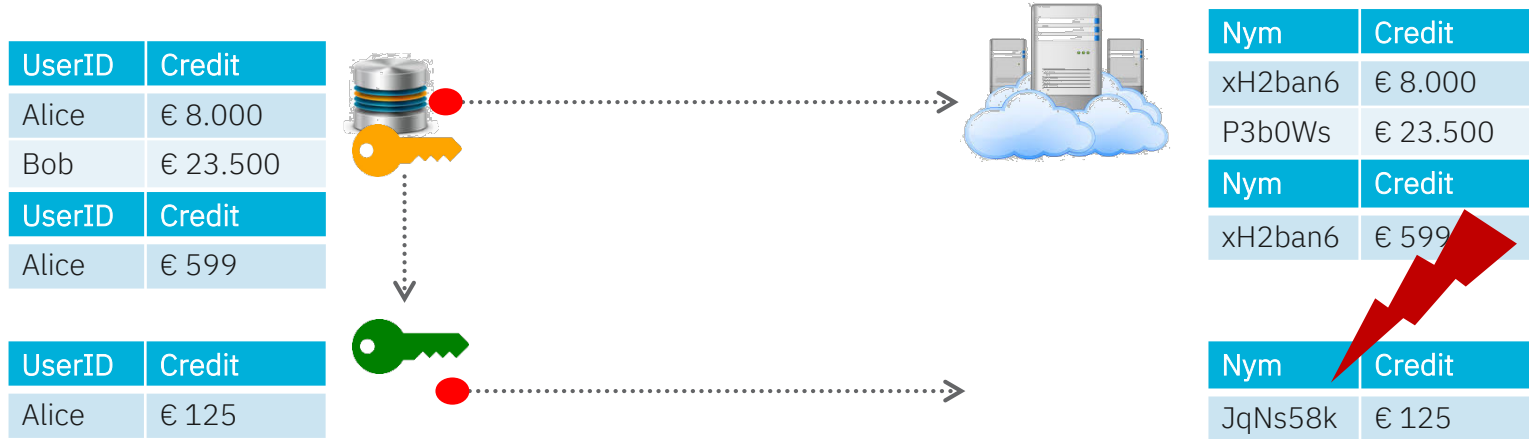 UserID Credit
Alice € 8.000
Bob € 23.500
UserID Credit
Alice € 599
UserID Credit
Alice € 125
Nym Credit
xH2ban6 € 8.000
P3b0Ws € 23.500
Nym Credit
xH2ban6 € 599
Nym Credit
JqNs58k € 125